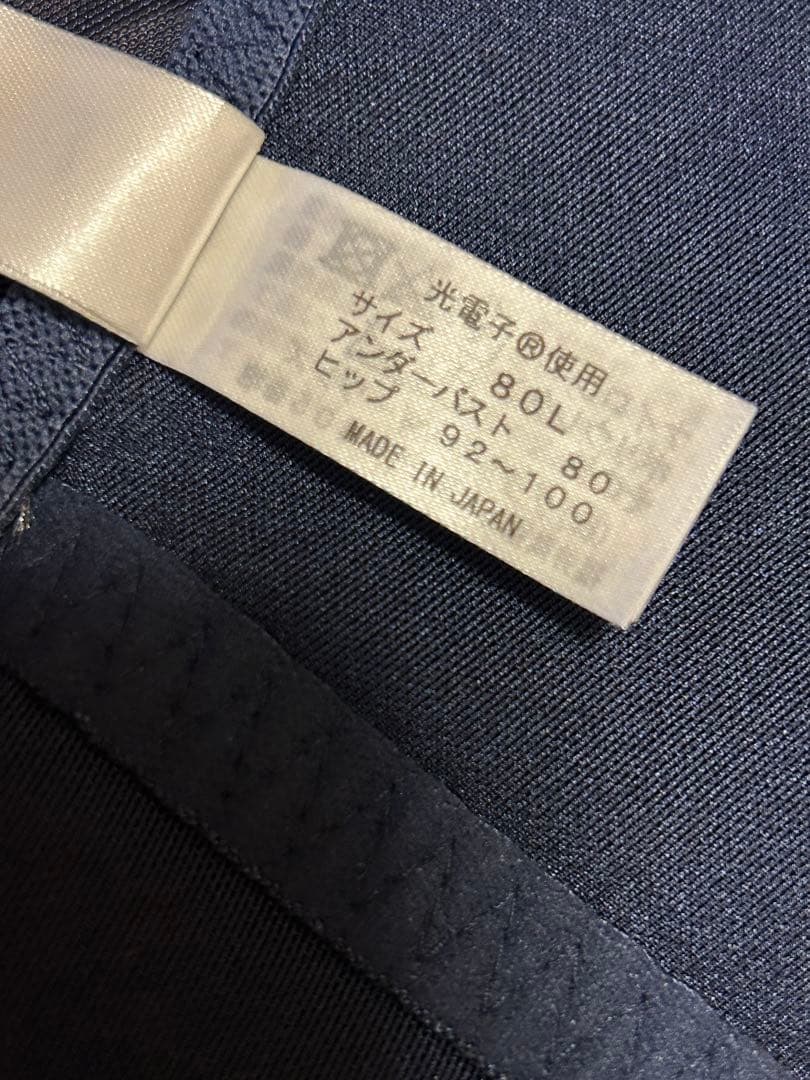 光電子®使用
サイズ 80L
アンダーバスト 80
ヒップ 92～100
MADE IN JAPAN